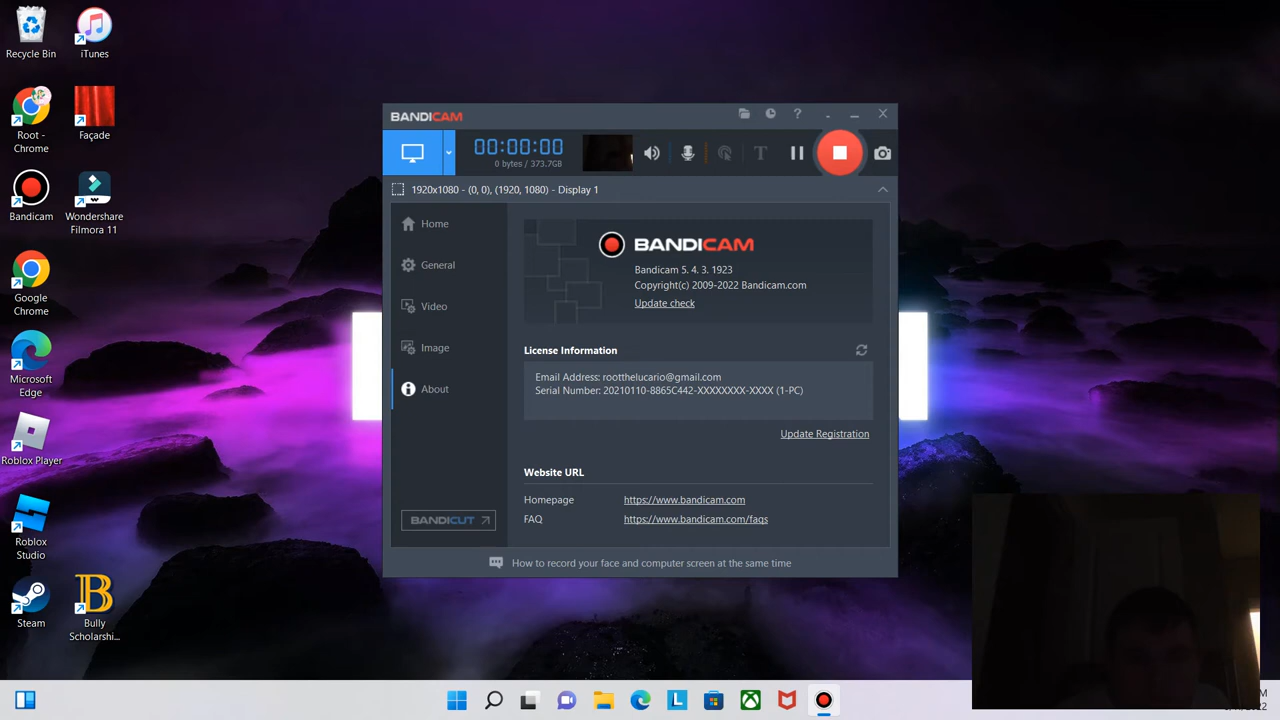 Recycle Bin
iTunes
Root -
Chrome
Façade
Bandicam
Wondershare
Filmora 11
Google
Chrome
Microsoft
Edge
Roblox Player
Roblox
Studio
Steam
Bully
Scholarshi...
BANDICAM
00:00:00
0 bytes / 373.7GB
1920x1080 - (0, 0), (1920, 1080) - Display 1
Home
General
Video
Image
About
BANDICUT
BANDICAM
Bandicam 5. 4. 3. 1923
Copyright(c) 2009-2022 Bandicam.com
Update check
License Information
Email Address: rootthelucario@gmail.com
Serial Number: 20210110-8865C442-XXXXXXXX-XXXX (1-PC)
Update Registration
Website URL
Homepage https://www.bandicam.com
FAQ https://www.bandicam.com/faqs
How to record your face and computer screen at the same time